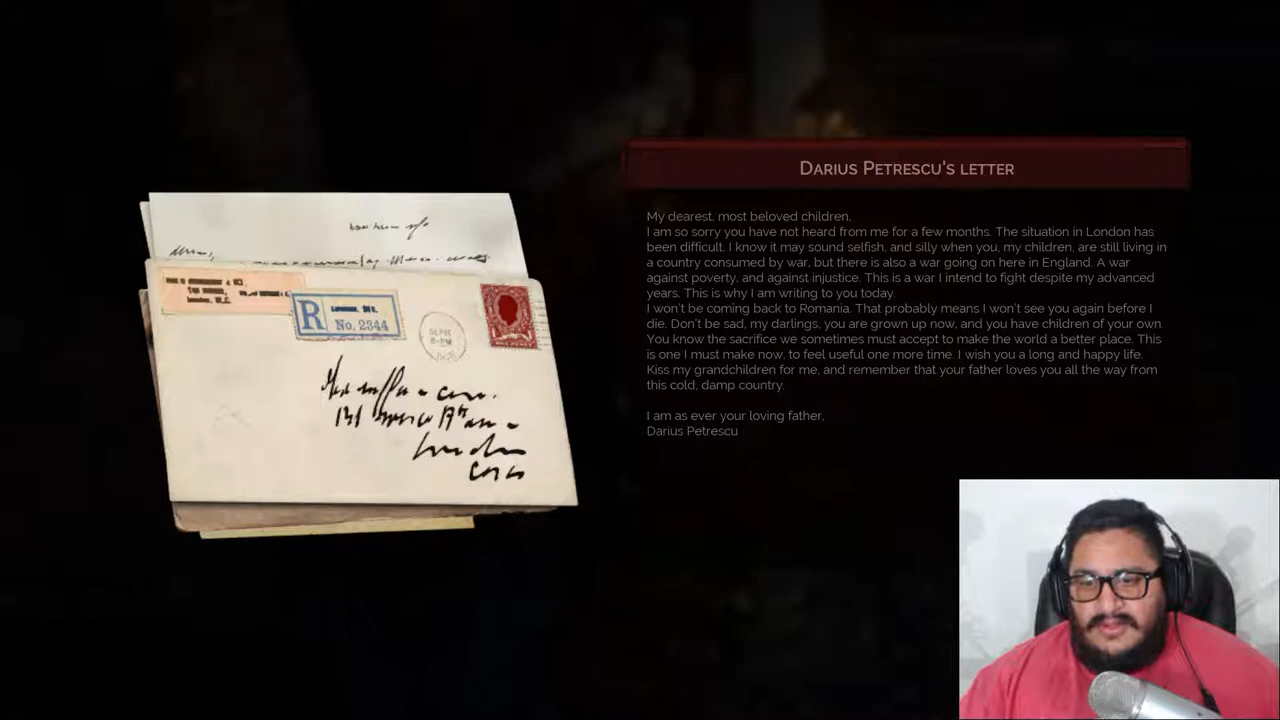 DARIUS PETRESCU'S LETTER
My dearest, most beloved children,
I am so sorry you have not heard from me for a few months. The situation in London has
been difficult. I know it may sound selfish, and silly when you, my children, are still living in
a country consumed by war, but there is also a war going on here in England. A war
against poverty, and against injustice. This is a war I intend to fight despite my advanced
years. This is why I am writing to you today.
I won't be coming back to Romania. That probably means I won't see you again before I
die. Don't be sad, my darlings, you are grown up now, and you have children of your own.
You know the sacrifice we sometimes must accept to make the world a better place. This
is one I must make now, to feel useful one more time. I wish you a long and happy life.
Kiss my grandchildren for me, and remember that your father loves you all the way from
this cold, damp country.
I am as ever your loving father,
Darius Petrescu
R
No. 2344
London